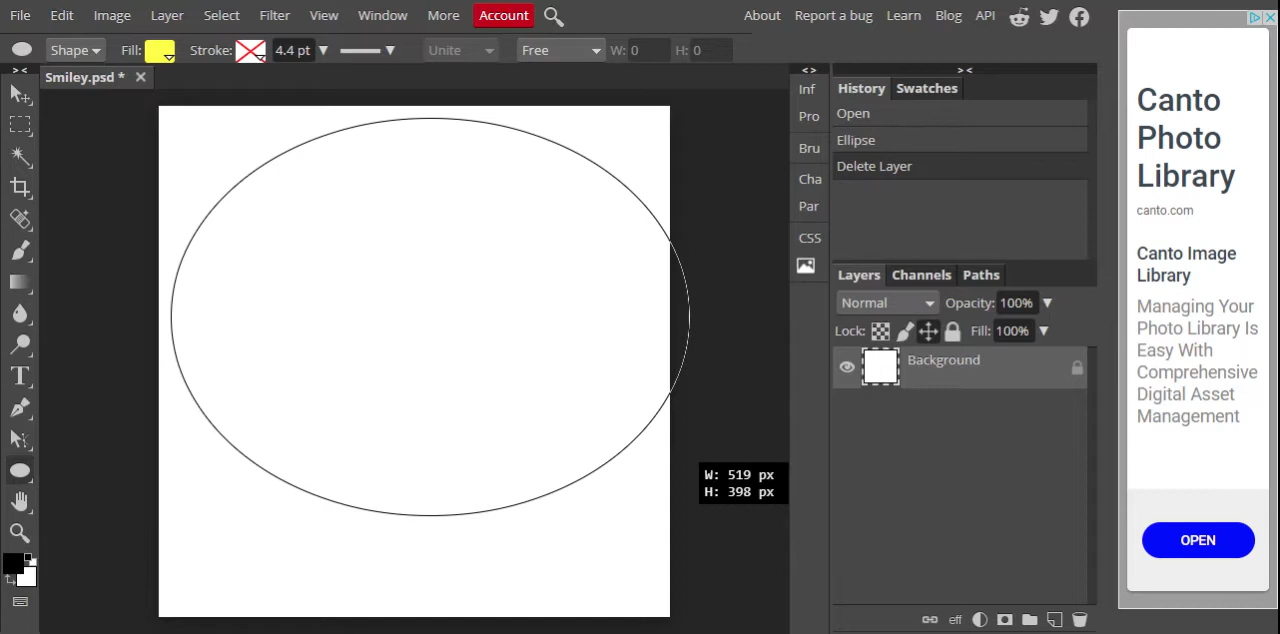 File Edit Image Layer Select Filter View Window More Account About Report a bug Learn Blog API
Shape Fill: Stroke: 4.4 pt Unite Free W: 0 H: 0
Smiley.psd *
Inf
Pro
Bru
Cha
Par
CSS
History Swatches
Open
Ellipse
Delete Layer
Layers Channels Paths
Normal Opacity: 100%
Lock: Fill: 100%
Background
eff
W: 519 px
H: 398 px
Canto
Photo
Library
canto.com
Canto Image
Library
Managing Your
Photo Library Is
Easy With
Comprehensive
Digital Asset
Management
OPEN